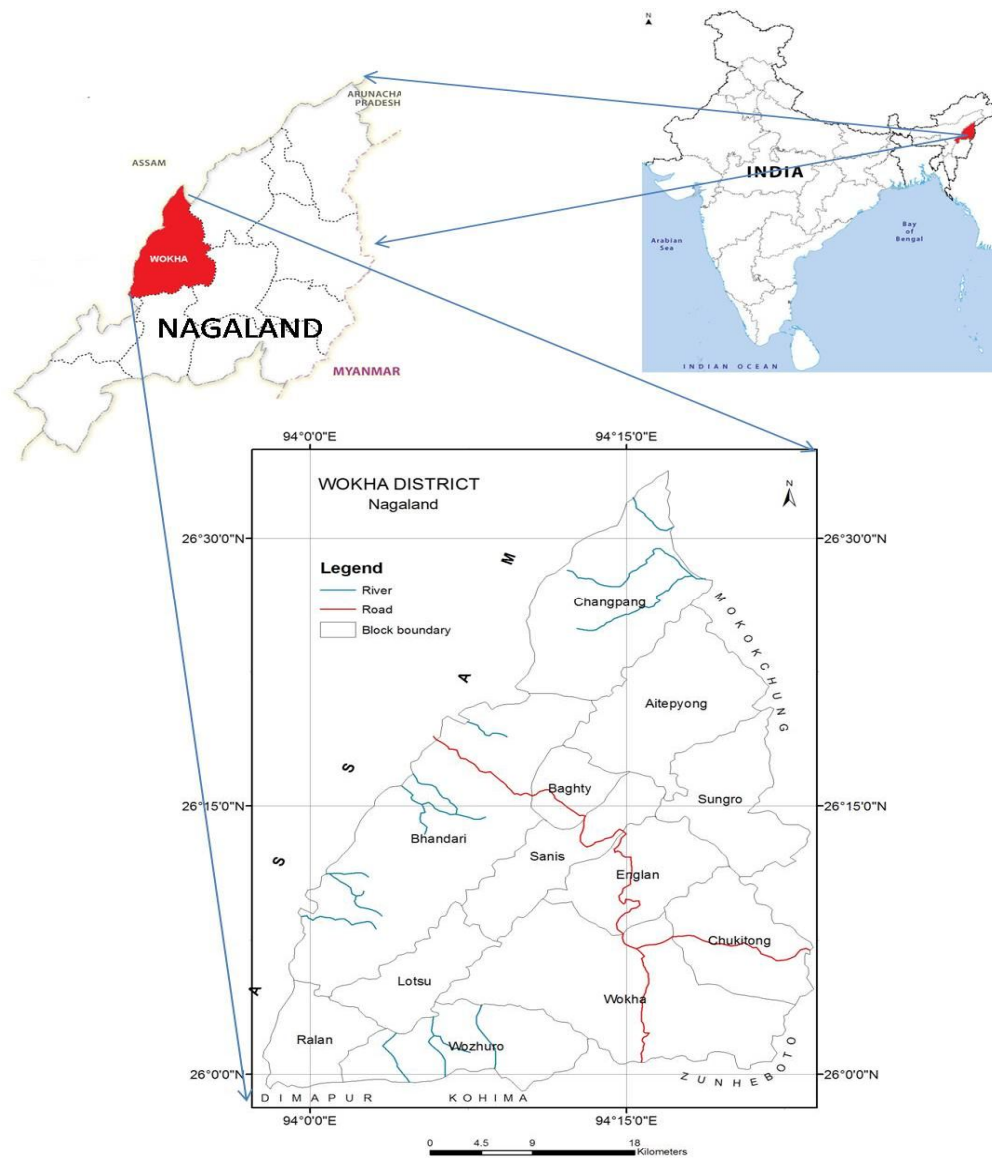 ARUNACHA
PRADESH
ASSAM
WOKHA
NAGALAND
MYANMAR
N
INDIA
Arabian
Sea
Bay
of
Bengal
INDIAN OCEAN
94°0'0"E
94°15'0"E
WOKHA DISTRICT
Nagaland
N
26°30'0"N
26°30'0"N
Legend
River
Road
Block boundary
ASSAM
MOKOKCHUNG
Changpang
Aitepyong
Baghty
Sungro
26°15'0"N
26°15'0"N
Bhandari
Sanis
Englan
Chukitong
Lotsu
Wokha
Ralan
Wozhuro
ZUNHEBOTO
26°0'0"N
26°0'0"N
DIMAPUR
KOHIMA
94°0'0"E
94°15'0"E
0 4.5 9 18
Kilometers